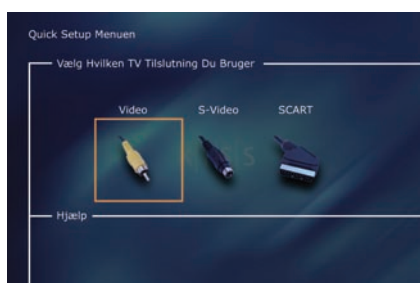 Quick Setup Menuen
Vælg Hvilken TV Tilslutning Du Bruger
Video S-Video SCART
Hjælp